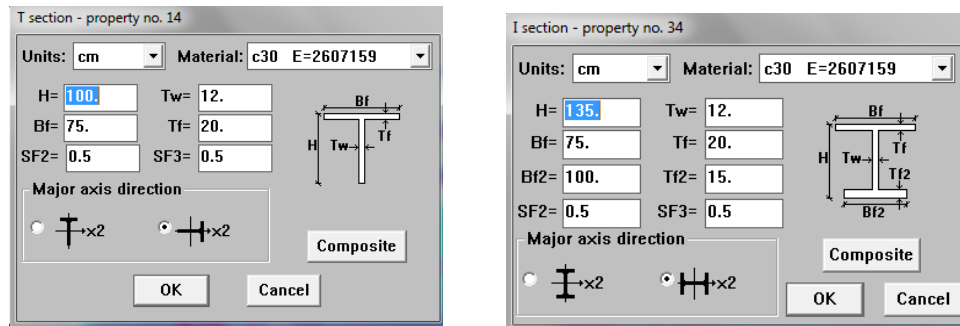 T section - property no. 14
Units: cm Material: c30 E=2607159
H= 100. Tw= 12.
Bf= 75. Tf= 20.
SF2= 0.5 SF3= 0.5
Bf
Tf
H Tw
Major axis direction
x2 x2
Composite
OK Cancel
I section - property no. 34
Units: cm Material: c30 E=2607159
H= 135. Tw= 12.
Bf= 75. Tf= 20.
Bf2= 100. Tf2= 15.
SF2= 0.5 SF3= 0.5
Bf
Tf
H Tw
Tf2
Bf2
Major axis direction
x2 x2
Composite
OK Cancel